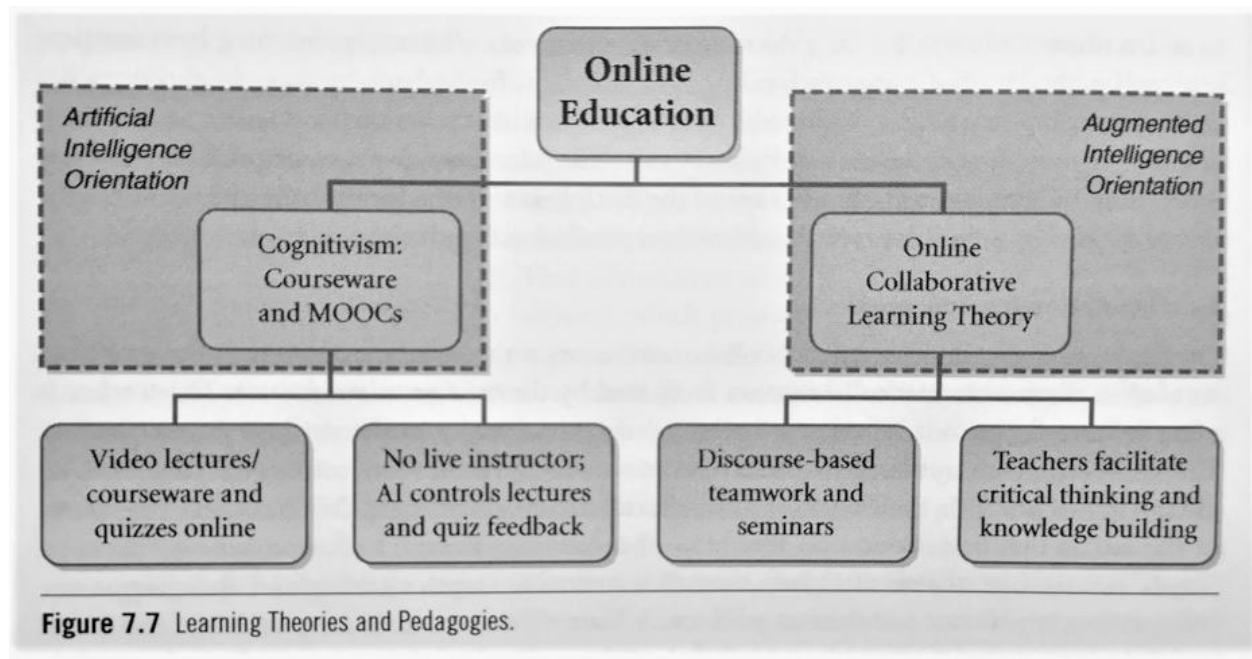 Online
Education
Artificial
Intelligence
Orientation
Augmented
Intelligence
Orientation
Cognitivism:
Courseware
and MOOCs
Online
Collaborative
Learning Theory
Video lectures/
courseware and
quizzes online
No live instructor;
AI controls lectures
and quiz feedback
Discourse-based
teamwork and
seminars
Teachers facilitate
critical thinking and
knowledge building
Figure 7.7 Learning Theories and Pedagogies.